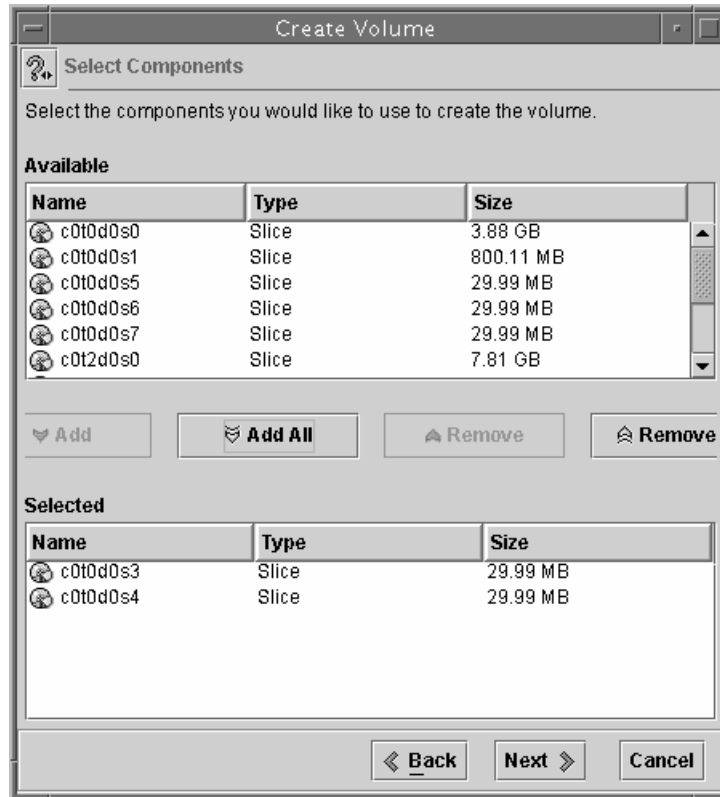 Create Volume
Select Components
Select the components you would like to use to create the volume.
Available
Name Type Size
c0t0d0s0 Slice 3.88 GB
c0t0d0s1 Slice 800.11 MB
c0t0d0s5 Slice 29.99 MB
c0t0d0s6 Slice 29.99 MB
c0t0d0s7 Slice 29.99 MB
c0t2d0s0 Slice 7.81 GB
Add Add All Remove Remove
Selected
Name Type Size
c0t0d0s3 Slice 29.99 MB
c0t0d0s4 Slice 29.99 MB
Back Next Cancel